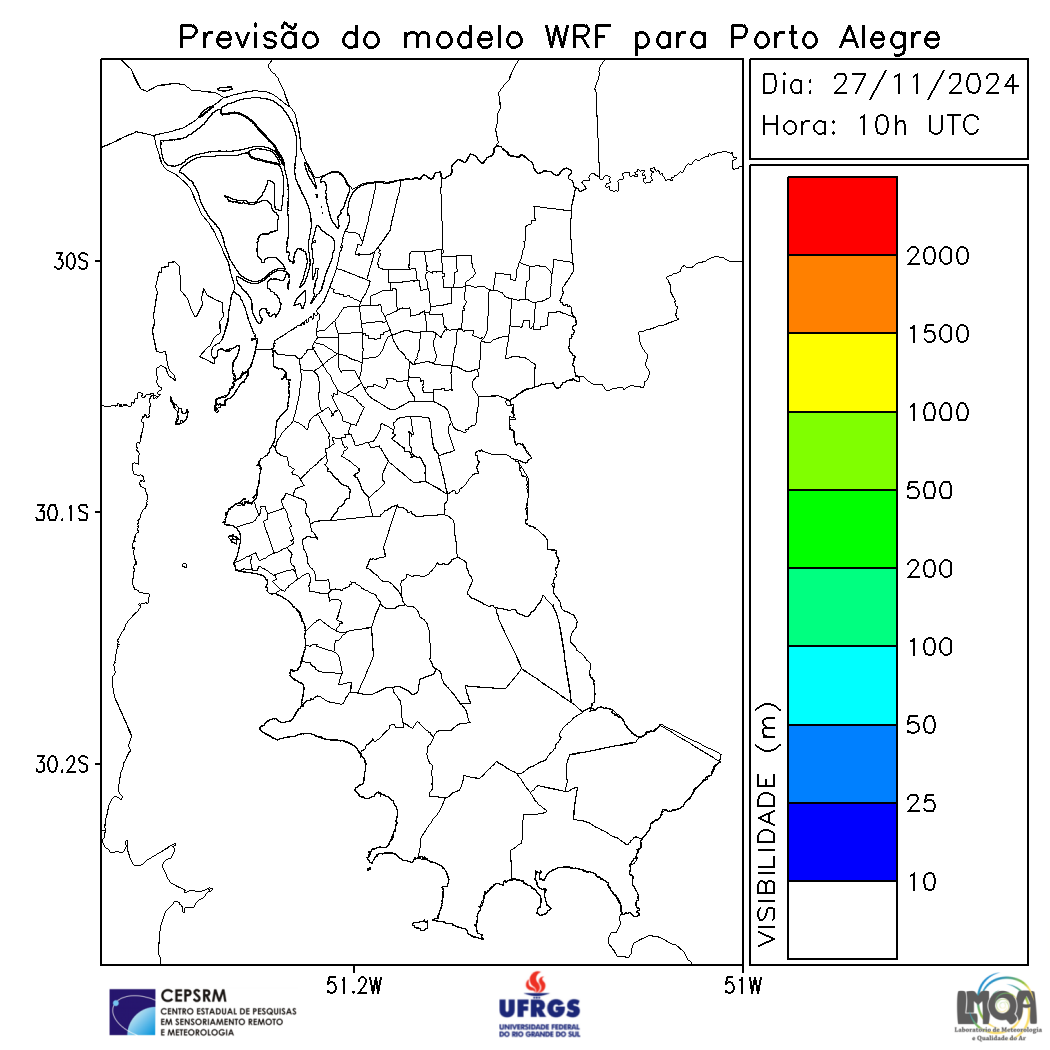 Previsão do modelo WRF para Porto Alegre
Dia: 27/11/2024
Hora: 10h UTC
30S
30.1S
30.2S
51.2W
51W
VISIBILIDADE (m)
2000
1500
1000
500
200
100
50
25
10
CEPSRM
CENTRO ESTADUAL DE PESQUISAS
EM SENSORIAMENTO REMOTO
E METEOROLOGIA
UFRGS
UNIVERSIDADE FEDERAL
DO RIO GRANDE DO SUL
LMQA
Laboratório de Meteorologia
e Qualidade do Ar